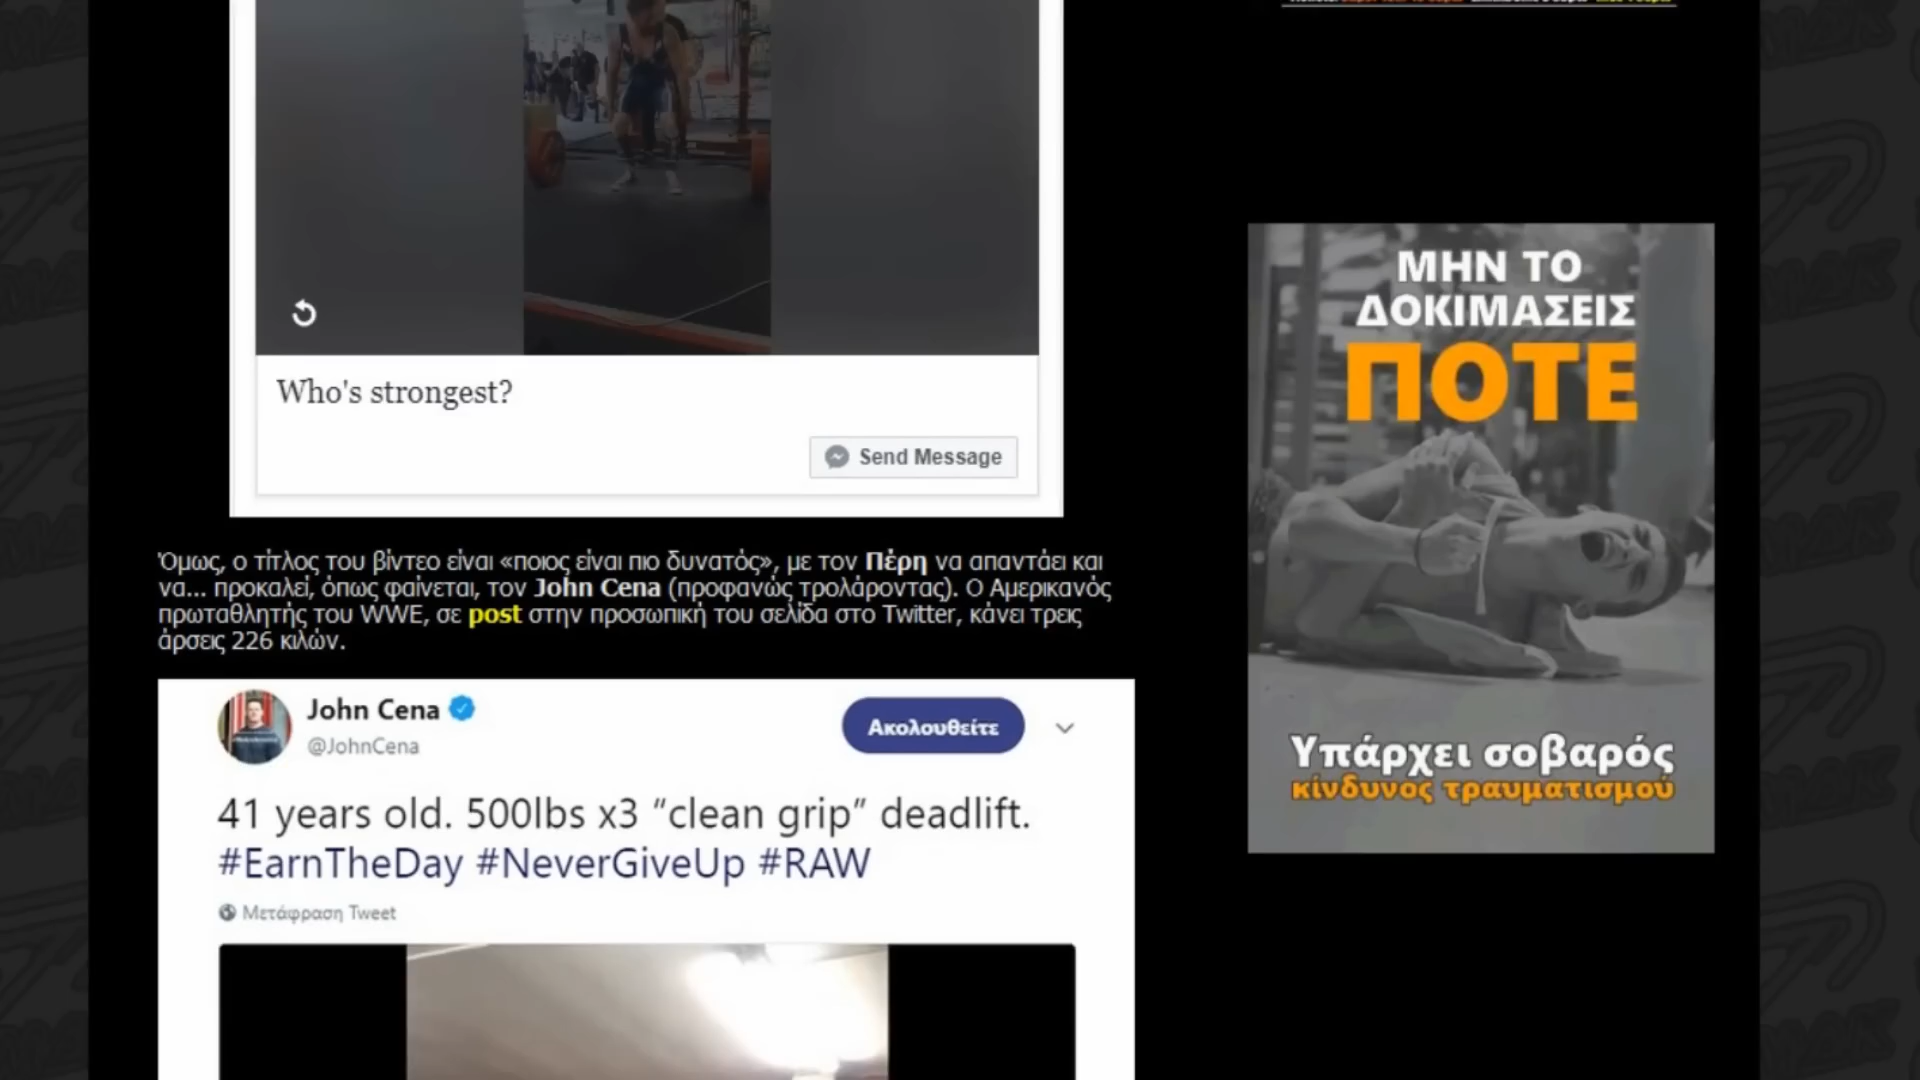 Who's strongest?
Send Message
Όμως, ο τίτλος του βίντεο είναι «ποιος είναι πιο δυνατός», με τον Πέρη να απαντάει και
να... προκαλεί, όπως φαίνεται, τον John Cena (προφανώς τρολάροντας). Ο Αμερικανός
πρωταθλητής του WWE, σε post στην προσωπική του σελίδα στο Twitter, κάνει τρεις
άρσεις 226 κιλών.
John Cena
@JohnCena
Ακολουθείτε
41 years old. 500lbs x3 “clean grip” deadlift.
#EarnTheDay #NeverGiveUp #RAW
Μετάφραση Tweet
ΜΗΝ ΤΟ
ΔΟΚΙΜΑΣΕΙΣ
ΠΟΤΕ
Υπάρχει σοβαρός
κίνδυνος τραυματισμού